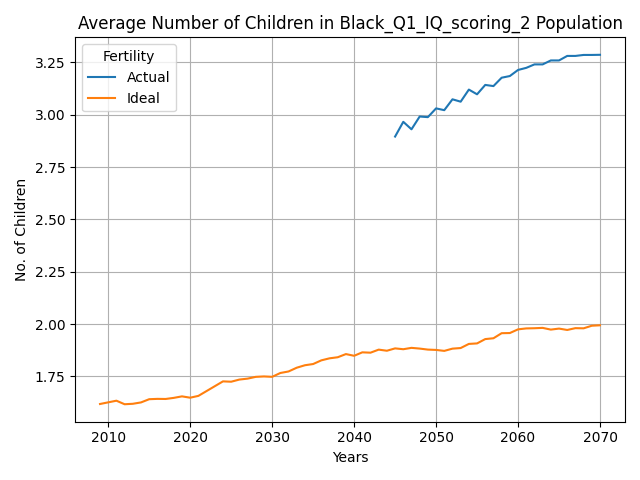 Average Number of Children in Black_Q1_IQ_scoring_2 Population
Fertility
Actual
Ideal
No. of Children
3.25
3.00
2.75
2.50
2.25
2.00
1.75
2010 2020 2030 2040 2050 2060 2070
Years